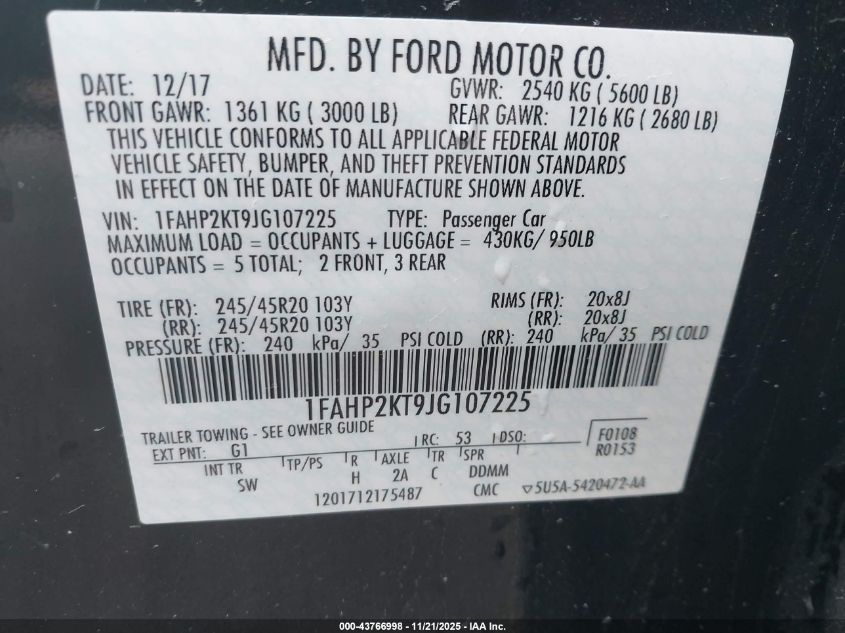 MFD. BY FORD MOTOR CO.
DATE: 12/17 GVWR: 2540 KG ( 5600 LB)
FRONT GAWR: 1361 KG ( 3000 LB) REAR GAWR: 1216 KG ( 2680 LB)
THIS VEHICLE CONFORMS TO ALL APPLICABLE FEDERAL MOTOR
VEHICLE SAFETY, BUMPER, AND THEFT PREVENTION STANDARDS
IN EFFECT ON THE DATE OF MANUFACTURE SHOWN ABOVE.
VIN: 1FAHP2KT9JG107225 TYPE: Passenger Car
MAXIMUM LOAD = OCCUPANTS + LUGGAGE = 430KG/ 950LB
OCCUPANTS = 5 TOTAL; 2 FRONT, 3 REAR
TIRE (FR): 245/45R20 103Y RIMS (FR): 20x8J
(RR): 245/45R20 103Y (RR): 20x8J
PRESSURE (FR): 240 kPa/ 35 PSI COLD (RR): 240 kPa/ 35 PSI COLD
1FAHP2KT9JG107225
TRAILER TOWING - SEE OWNER GUIDE
EXT PNT: G1 RC: 53 DSO: F0108
R0153
INT TR TP/PS R AXLE TR SPR
SW H 2A C DDMM
1201712175487 CMC ▽5U5A-5420472-AA
000-43766998 - 11/21/2025 - IAA Inc.